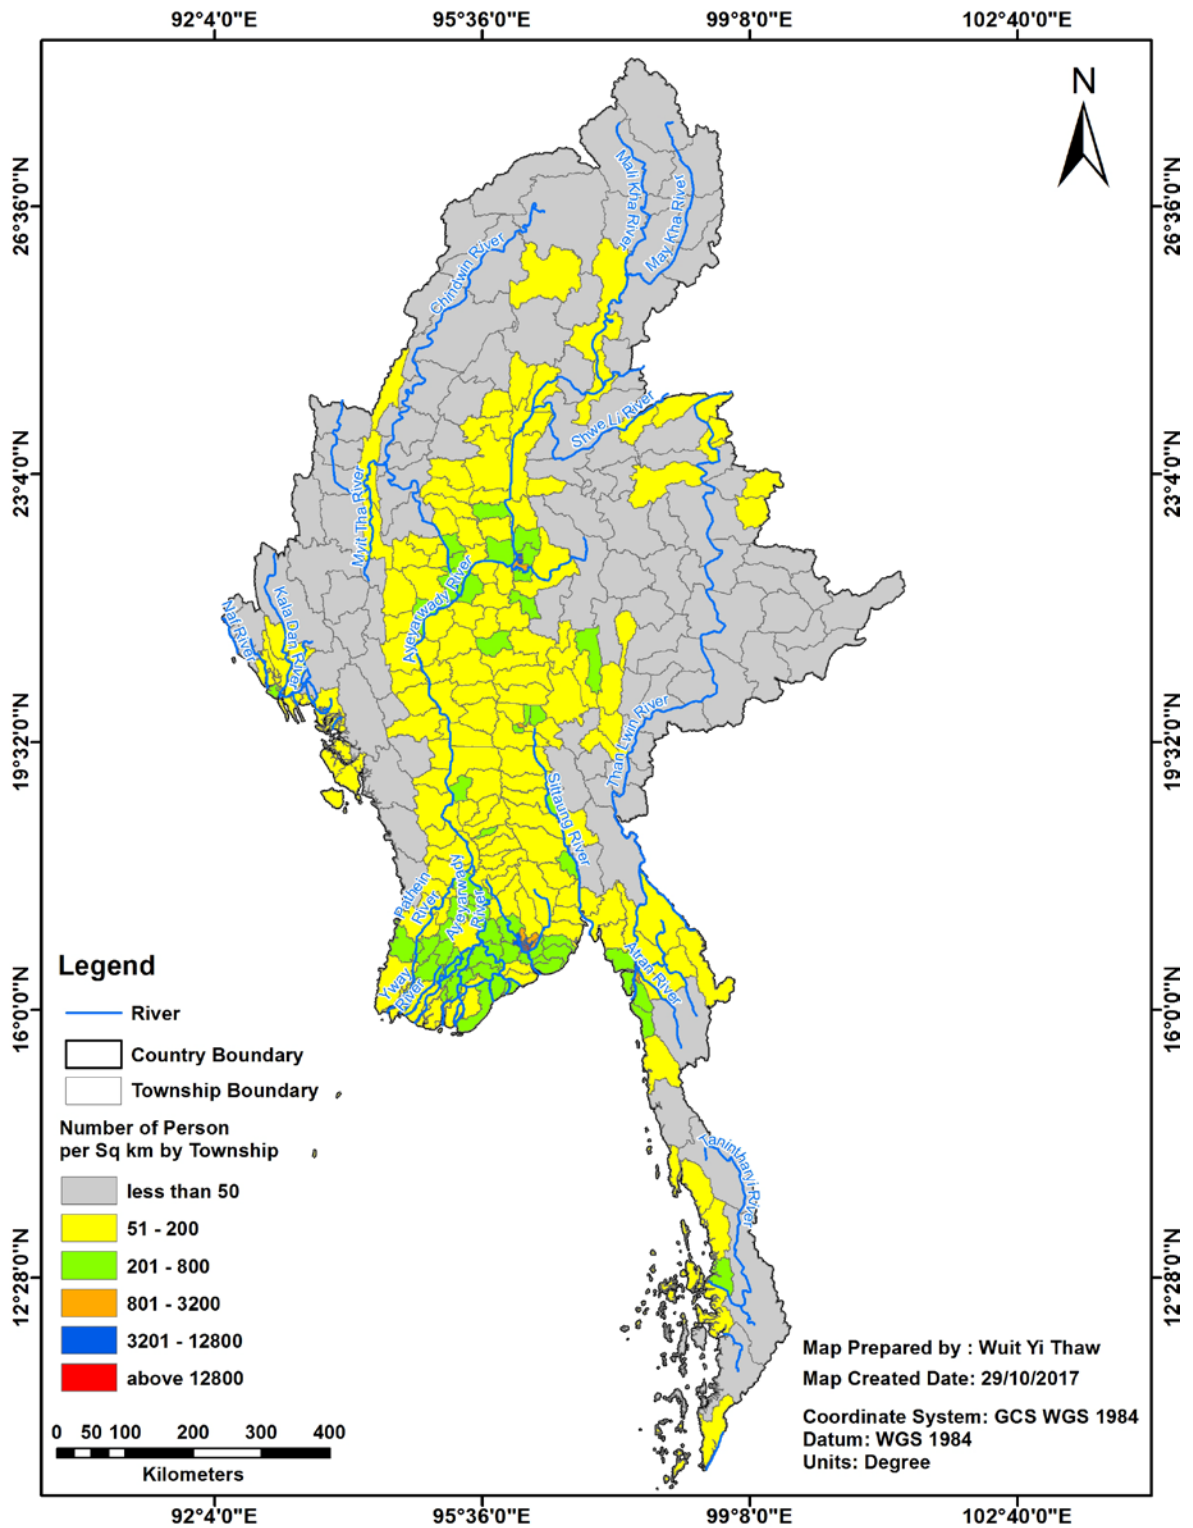 92°4'0"E 95°36'0"E 99°8'0"E 102°40'0"E
N
26°36'0"N 26°36'0"N
Mali Kha River
May Kha River
Chindwin River
Shwe Li River
23°4'0"N 23°4'0"N
Myit Tha River
Ayeyarwady River
Naf River
Kala Dan River
Than Lwin River
19°32'0"N 19°32'0"N
Sittaung River
Pathein
River
Ayeyarway
River
Yway
River
Atran River
16°0'0"N 16°0'0"N
Tanintharyi River
12°28'0"N 12°28'0"N
Legend
River
Country Boundary
Township Boundary
Number of Person
per Sq km by Township
less than 50
51 - 200
201 - 800
801 - 3200
3201 - 12800
above 12800
0 50 100 200 300 400
Kilometers
Map Prepared by : Wuit Yi Thaw
Map Created Date: 29/10/2017
Coordinate System: GCS WGS 1984
Datum: WGS 1984
Units: Degree
92°4'0"E 95°36'0"E 99°8'0"E 102°40'0"E